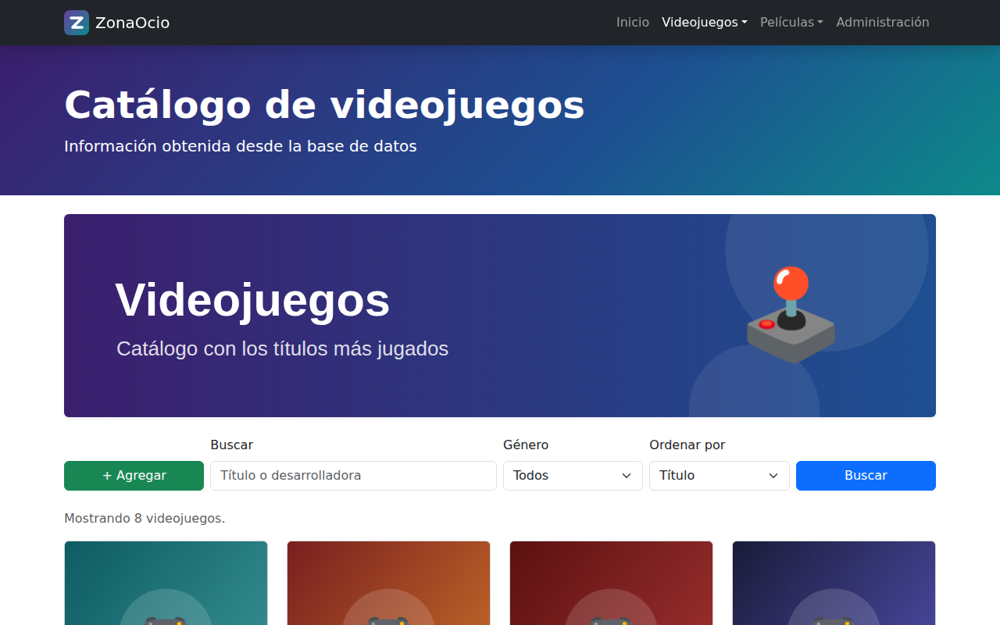 ZonaOcio
Inicio Videojuegos Películas Administración
Catálogo de videojuegos
Información obtenida desde la base de datos
Videojuegos
Catálogo con los títulos más jugados
Buscar Género Ordenar por
+ Agregar Título o desarrolladora Todos Título Buscar
Mostrando 8 videojuegos.